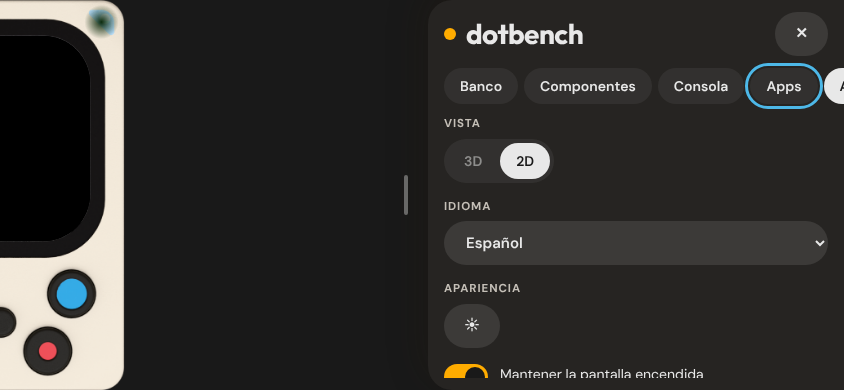 dotbench
×
Banco Componentes Consola Apps
VISTA
3D 2D
IDIOMA
Español
APARIENCIA
Mantener la pantalla encendida